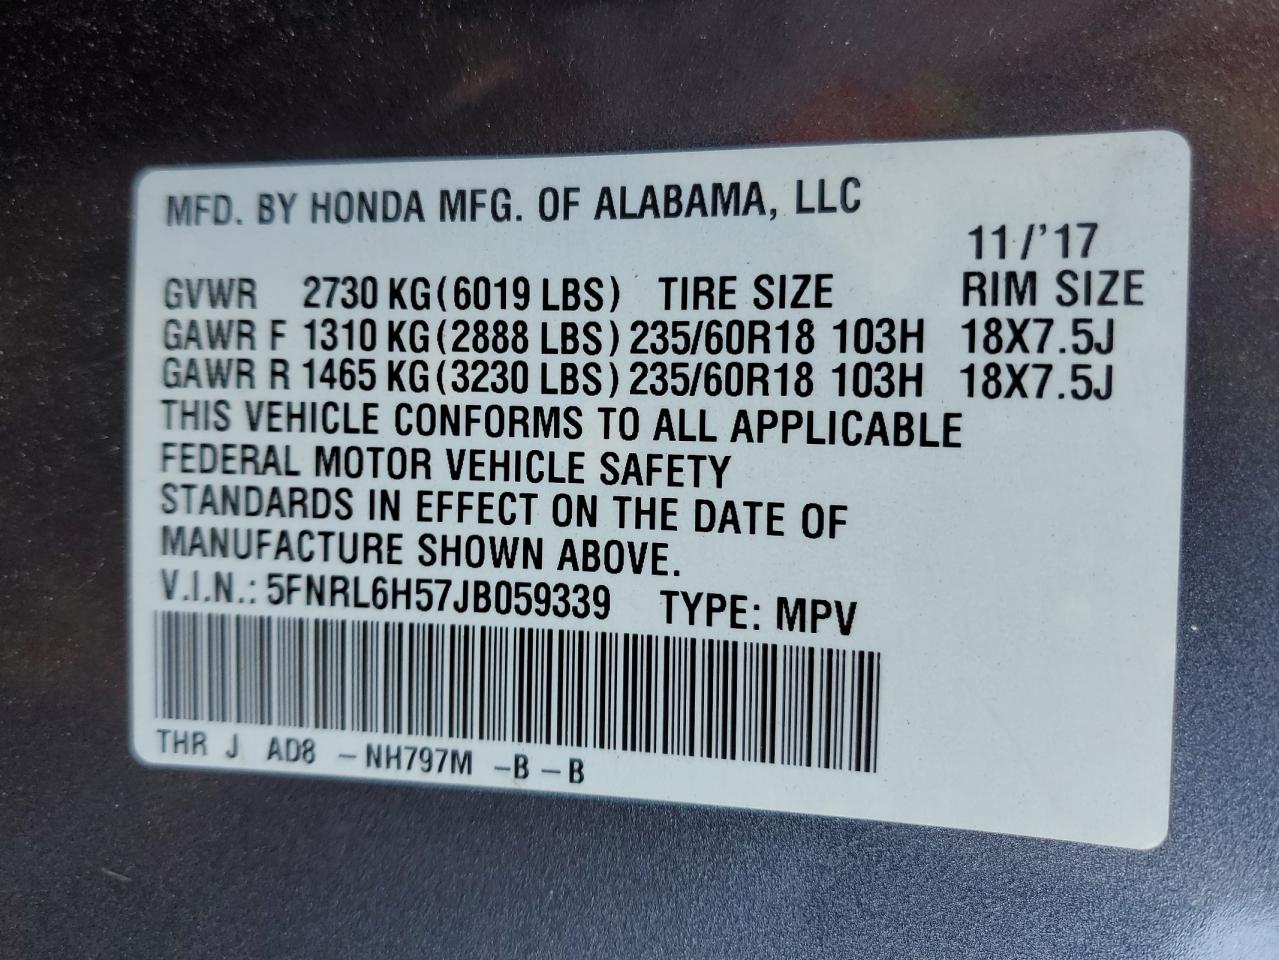 MFD. BY HONDA MFG. OF ALABAMA, LLC
11/'17
GVWR 2730 KG(6019 LBS) TIRE SIZE RIM SIZE
GAWR F 1310 KG(2888 LBS) 235/60R18 103H 18X7.5J
GAWR R 1465 KG(3230 LBS) 235/60R18 103H 18X7.5J
THIS VEHICLE CONFORMS TO ALL APPLICABLE
FEDERAL MOTOR VEHICLE SAFETY
STANDARDS IN EFFECT ON THE DATE OF
MANUFACTURE SHOWN ABOVE.
V.I.N.: 5FNRL6H57JB059339 TYPE: MPV
THR J AD8 -NH797M -B-B